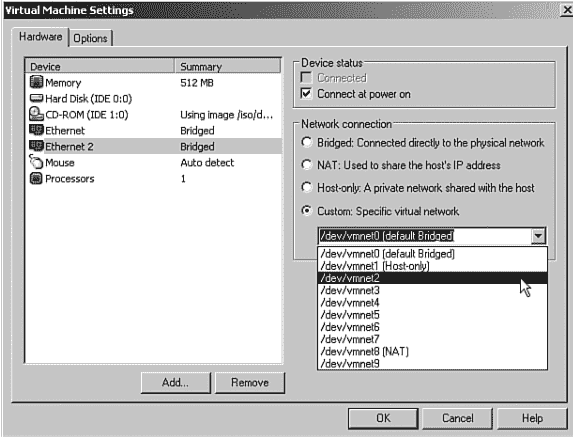 Virtual Machine Settings
Hardware
Options
Device Summary
Memory 512 MB
Hard Disk (IDE 0:0)
CD-ROM (IDE 1:0) Using image /iso/d...
Ethernet Bridged
Ethernet 2 Bridged
Mouse Auto detect
Processors 1
Add...
Remove
Device status
Connected
Connect at power on
Network connection
Bridged: Connected directly to the physical network
NAT: Used to share the host's IP address
Host-only: A private network shared with the host
Custom: Specific virtual network
/dev/vmnet0 (default Bridged)
/dev/vmnet0 (default Bridged)
/dev/vmnet1 (Host-only)
/dev/vmnet2
/dev/vmnet3
/dev/vmnet4
/dev/vmnet5
/dev/vmnet6
/dev/vmnet7
/dev/vmnet8 (NAT)
/dev/vmnet9
OK
Cancel
Help